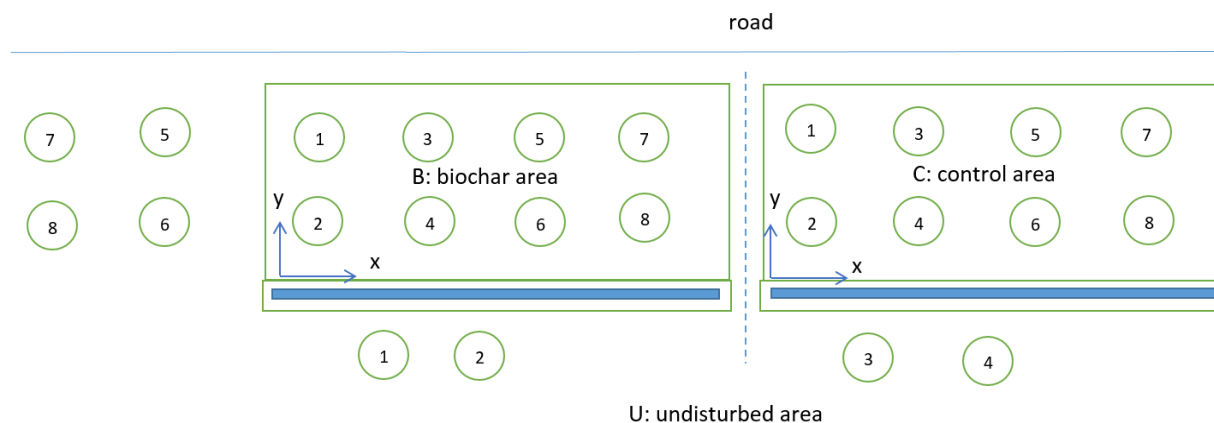 road
7 5 1 3 5 7 1 3 5 7
B: biochar area C: control area
y y
8 6 2 4 6 8 2 4 6 8
x x
1 2 3 4
U: undisturbed area